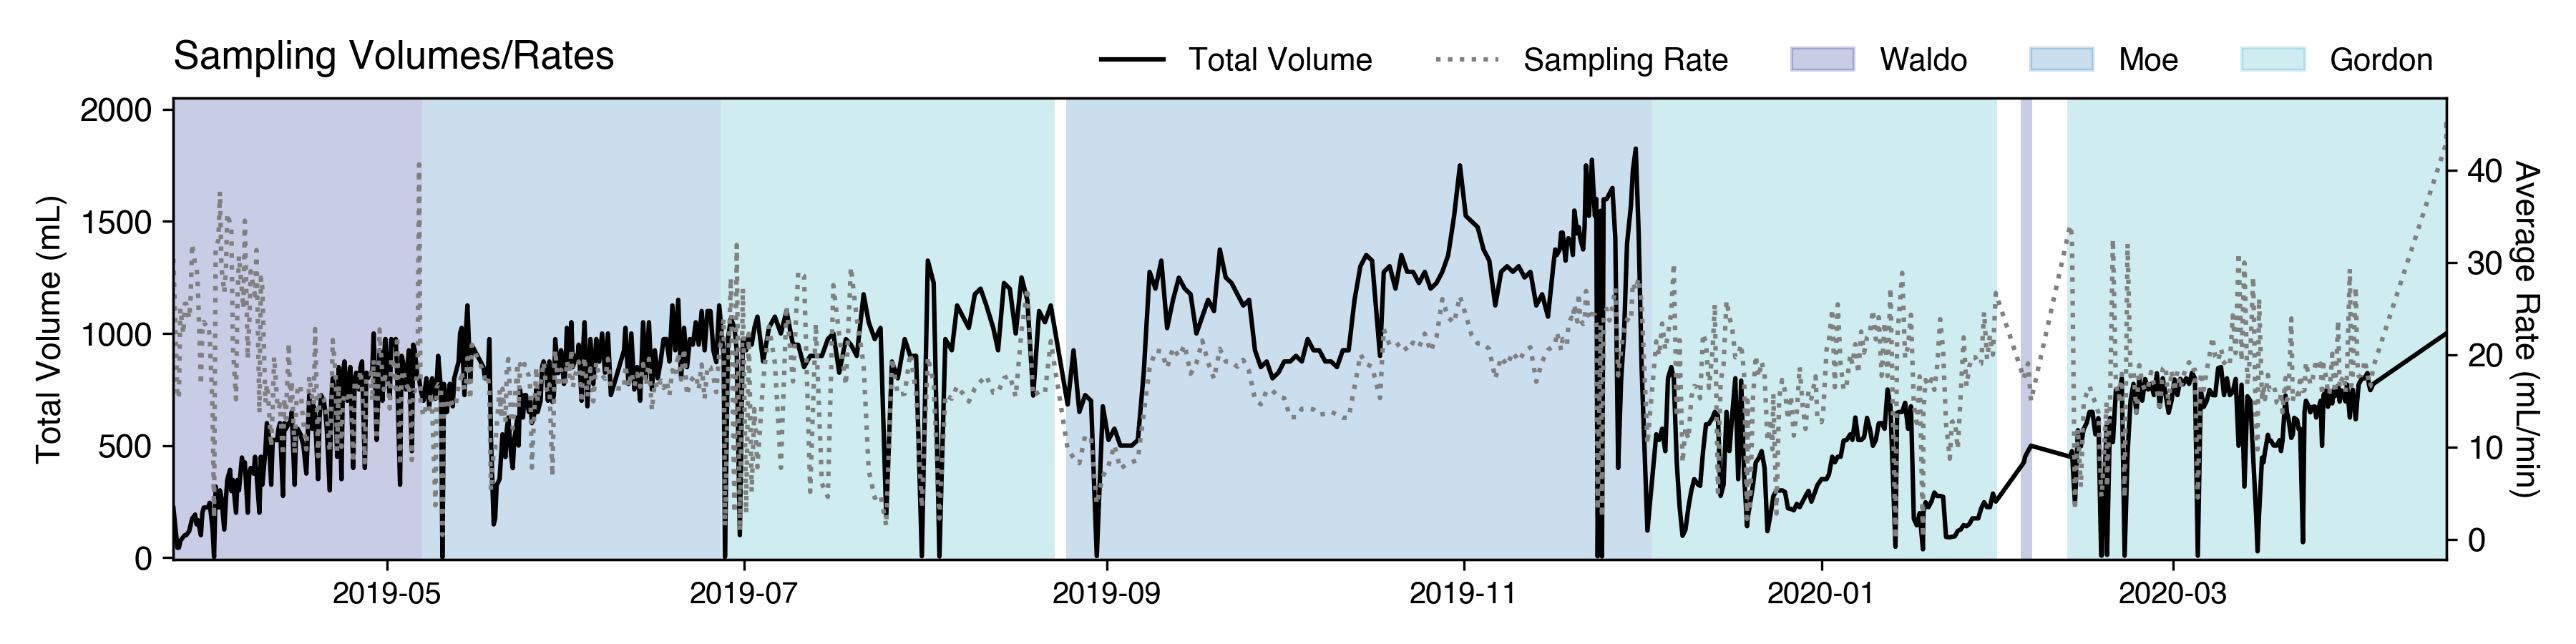 Sampling Volumes/Rates
Total Volume
Sampling Rate
Waldo
Moe
Gordon
Total Volume (mL)
2000
1500
1000
500
0
40
30
20
10
0
Average Rate (mL/min)
2019-05
2019-07
2019-09
2019-11
2020-01
2020-03